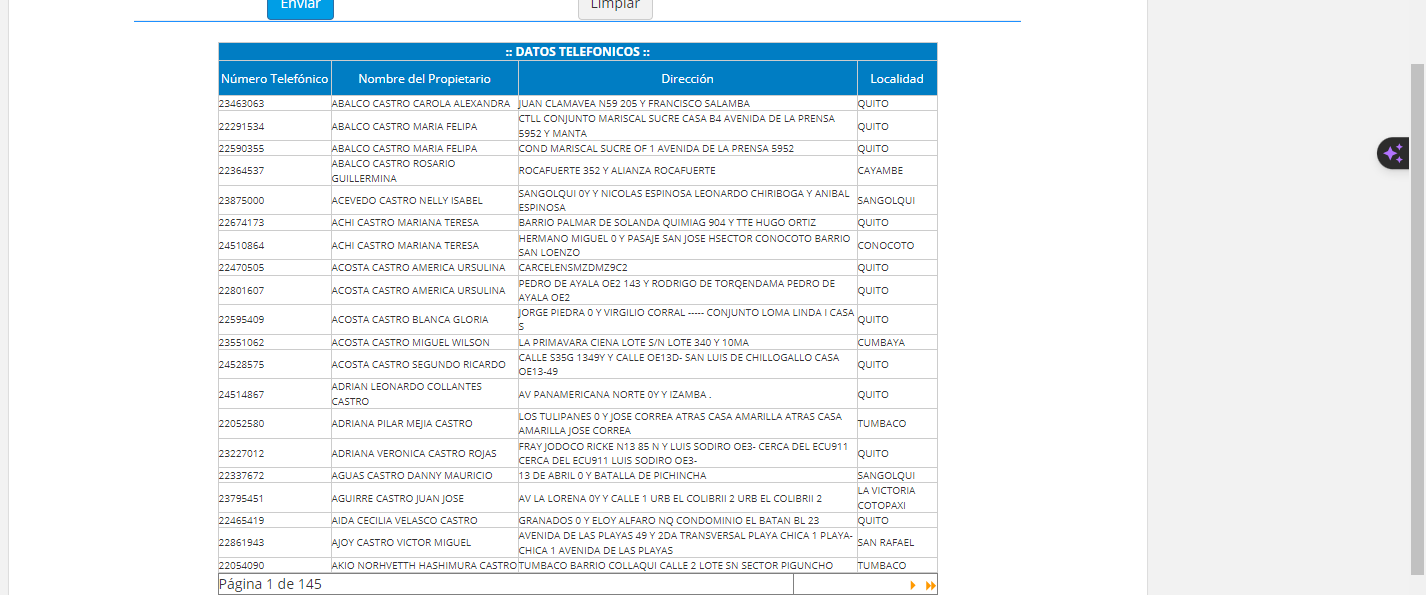 Enviar Limpiar
:: DATOS TELEFONICOS ::
Número Telefónico Nombre del Propietario Dirección Localidad
23463063 ABALCO CASTRO CAROLA ALEXANDRA JUAN CLAMAVEA N59 205 Y FRANCISCO SALAMBA QUITO
22291534 ABALCO CASTRO MARIA FELIPA CTLL CONJUNTO MARISCAL SUCRE CASA B4 AVENIDA DE LA PRENSA
5952 Y MANTA QUITO
22590355 ABALCO CASTRO MARIA FELIPA COND MARISCAL SUCRE OF 1 AVENIDA DE LA PRENSA 5952 QUITO
22364537 ABALCO CASTRO ROSARIO
GUILLERMINA ROCAFUERTE 352 Y ALIANZA ROCAFUERTE CAYAMBE
23875000 ACEVEDO CASTRO NELLY ISABEL SANGOLQUI 0Y Y NICOLAS ESPINOSA LEONARDO CHIRIBOGA Y ANIBAL
ESPINOSA SANGOLQUI
22674173 ACHI CASTRO MARIANA TERESA BARRIO PALMAR DE SOLANDA QUIMIAG 904 Y TTE HUGO ORTIZ QUITO
24510864 ACHI CASTRO MARIANA TERESA HERMANO MIGUEL 0 Y PASAJE SAN JOSE HSECTOR CONOCOTO BARRIO
SAN LOENZO CONOCOTO
22470505 ACOSTA CASTRO AMERICA URSULINA CARCELENSMZDMZ9C2 QUITO
22801607 ACOSTA CASTRO AMERICA URSULINA PEDRO DE AYALA OE2 143 Y RODRIGO DE TORQENDAMA PEDRO DE
AYALA OE2 QUITO
22595409 ACOSTA CASTRO BLANCA GLORIA JORGE PIEDRA 0 Y VIRGILIO CORRAL ----- CONJUNTO LOMA LINDA I CASA
S QUITO
23551062 ACOSTA CASTRO MIGUEL WILSON LA PRIMAVARA CIENA LOTE S/N LOTE 340 Y 10MA CUMBAYA
24528575 ACOSTA CASTRO SEGUNDO RICARDO CALLE S35G 1349Y Y CALLE OE13D- SAN LUIS DE CHILLOGALLO CASA
OE13-49 QUITO
24514867 ADRIAN LEONARDO COLLANTES
CASTRO AV PANAMERICANA NORTE 0Y Y IZAMBA . QUITO
22052580 ADRIANA PILAR MEJIA CASTRO LOS TULIPANES 0 Y JOSE CORREA ATRAS CASA AMARILLA ATRAS CASA
AMARILLA JOSE CORREA TUMBACO
23227012 ADRIANA VERONICA CASTRO ROJAS FRAY JODOCO RICKE N13 85 N Y LUIS SODIRO OE3- CERCA DEL ECU911
CERCA DEL ECU911 LUIS SODIRO OE3- QUITO
22337672 AGUAS CASTRO DANNY MAURICIO 13 DE ABRIL 0 Y BATALLA DE PICHINCHA SANGOLQUI
23795451 AGUIRRE CASTRO JUAN JOSE AV LA LORENA 0Y Y CALLE 1 URB EL COLIBRII 2 URB EL COLIBRII 2 LA VICTORIA
COTOPAXI
22465419 AIDA CECILIA VELASCO CASTRO GRANADOS 0 Y ELOY ALFARO NQ CONDOMINIO EL BATAN BL 23 QUITO
22861943 AJOY CASTRO VICTOR MIGUEL AVENIDA DE LAS PLAYAS 49 Y 2DA TRANSVERSAL PLAYA CHICA 1 PLAYA-
CHICA 1 AVENIDA DE LAS PLAYAS SAN RAFAEL
22054090 AKIO NORHVETTH HASHIMURA CASTRO TUMBACO BARRIO COLLAQUI CALLE 2 LOTE SN SECTOR PIGUNCHO TUMBACO
Página 1 de 145